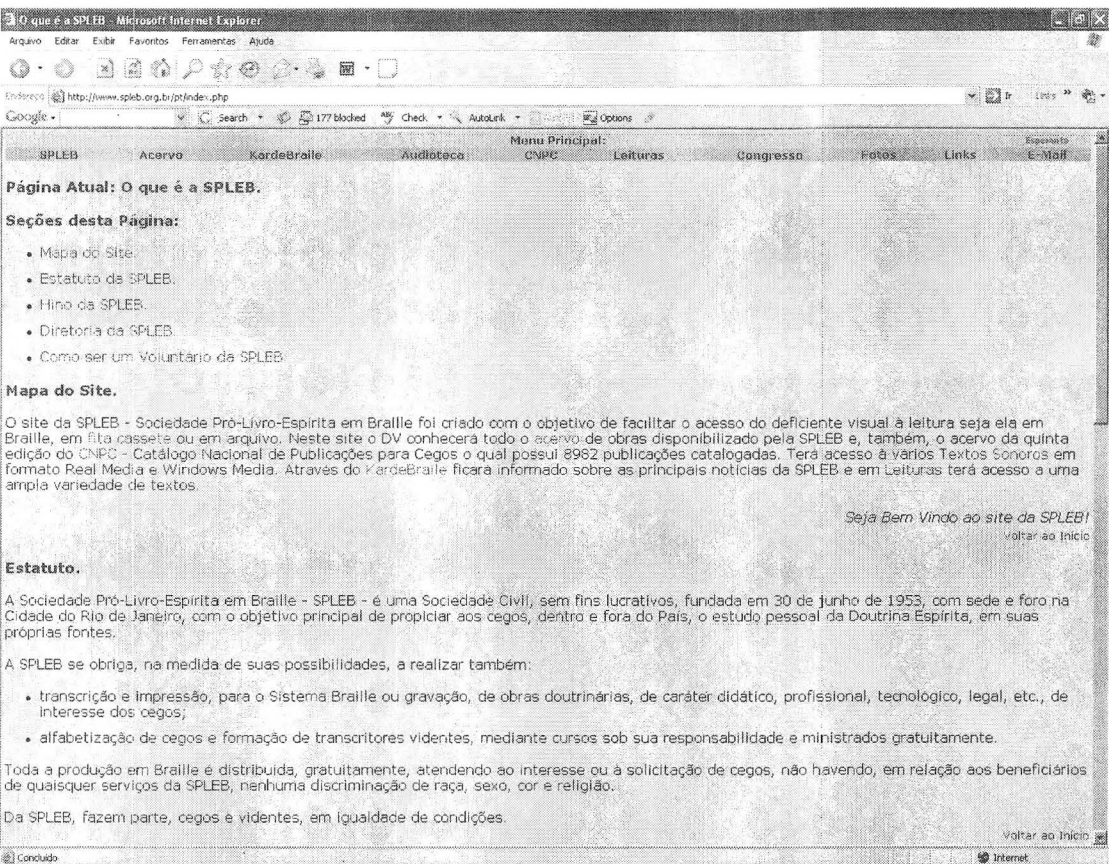 O que é a SPLEB - Microsoft Internet Explorer
Arquivo Editar Exibir Favoritos Ferramentas Ajuda
Endereço http://www.spleb.org.br/pt/index.php Ir Links »
Google Search 177 blocked Check AutoLink Options
Menu Principal: Esperanto
SPLEB Acervo KardeBraile Audioteca CNPC Leituras Congresso Fotos Links E-Mail
Página Atual: O que é a SPLEB.
Seções desta Página:
• Mapa do Site.
• Estatuto da SPLEB.
• Hino da SPLEB.
• Diretoria da SPLEB.
• Como ser um Voluntário da SPLEB
Mapa do Site.
O site da SPLEB - Sociedade Pró-Livro-Espírita em Braille foi criado com o objetivo de facilitar o acesso do deficiente visual à leitura seja ela em
Braille, em fita cassete ou em arquivo. Neste site o DV conhecerá todo o acervo de obras disponibilizado pela SPLEB e, também, o acervo da quinta
edição do CNPC - Catálogo Nacional de Publicações para Cegos o qual possui 8982 publicações catalogadas. Terá acesso à vários Textos Sonoros em
formato Real Media e Windows Media. Através do KardeBraile ficará informado sobre as principais notícias da SPLEB e em Leituras terá acesso a uma
ampla variedade de textos.
Seja Bem Vindo ao site da SPLEB!
Voltar ao Início
Estatuto.
A Sociedade Pró-Livro-Espírita em Braille - SPLEB - é uma Sociedade Civil, sem fins lucrativos, fundada em 30 de junho de 1953, com sede e foro na
Cidade do Rio de Janeiro, com o objetivo principal de propiciar aos cegos, dentro e fora do País, o estudo pessoal da Doutrina Espírita, em suas
próprias fontes.
A SPLEB se obriga, na medida de suas possibilidades, a realizar também:
• transcrição e impressão, para o Sistema Braille ou gravação, de obras doutrinárias, de caráter didático, profissional, tecnológico, legal, etc., de
interesse dos cegos;
• alfabetização de cegos e formação de transcritores videntes, mediante cursos sob sua responsabilidade e ministrados gratuitamente.
Toda a produção em Braille é distribuída, gratuitamente, atendendo ao interesse ou à solicitação de cegos, não havendo, em relação aos beneficiários
de quaisquer serviços da SPLEB, nenhuma discriminação de raça, sexo, cor e religião.
Da SPLEB, fazem parte, cegos e videntes, em igualdade de condições.
Voltar ao Início
Concluído Internet